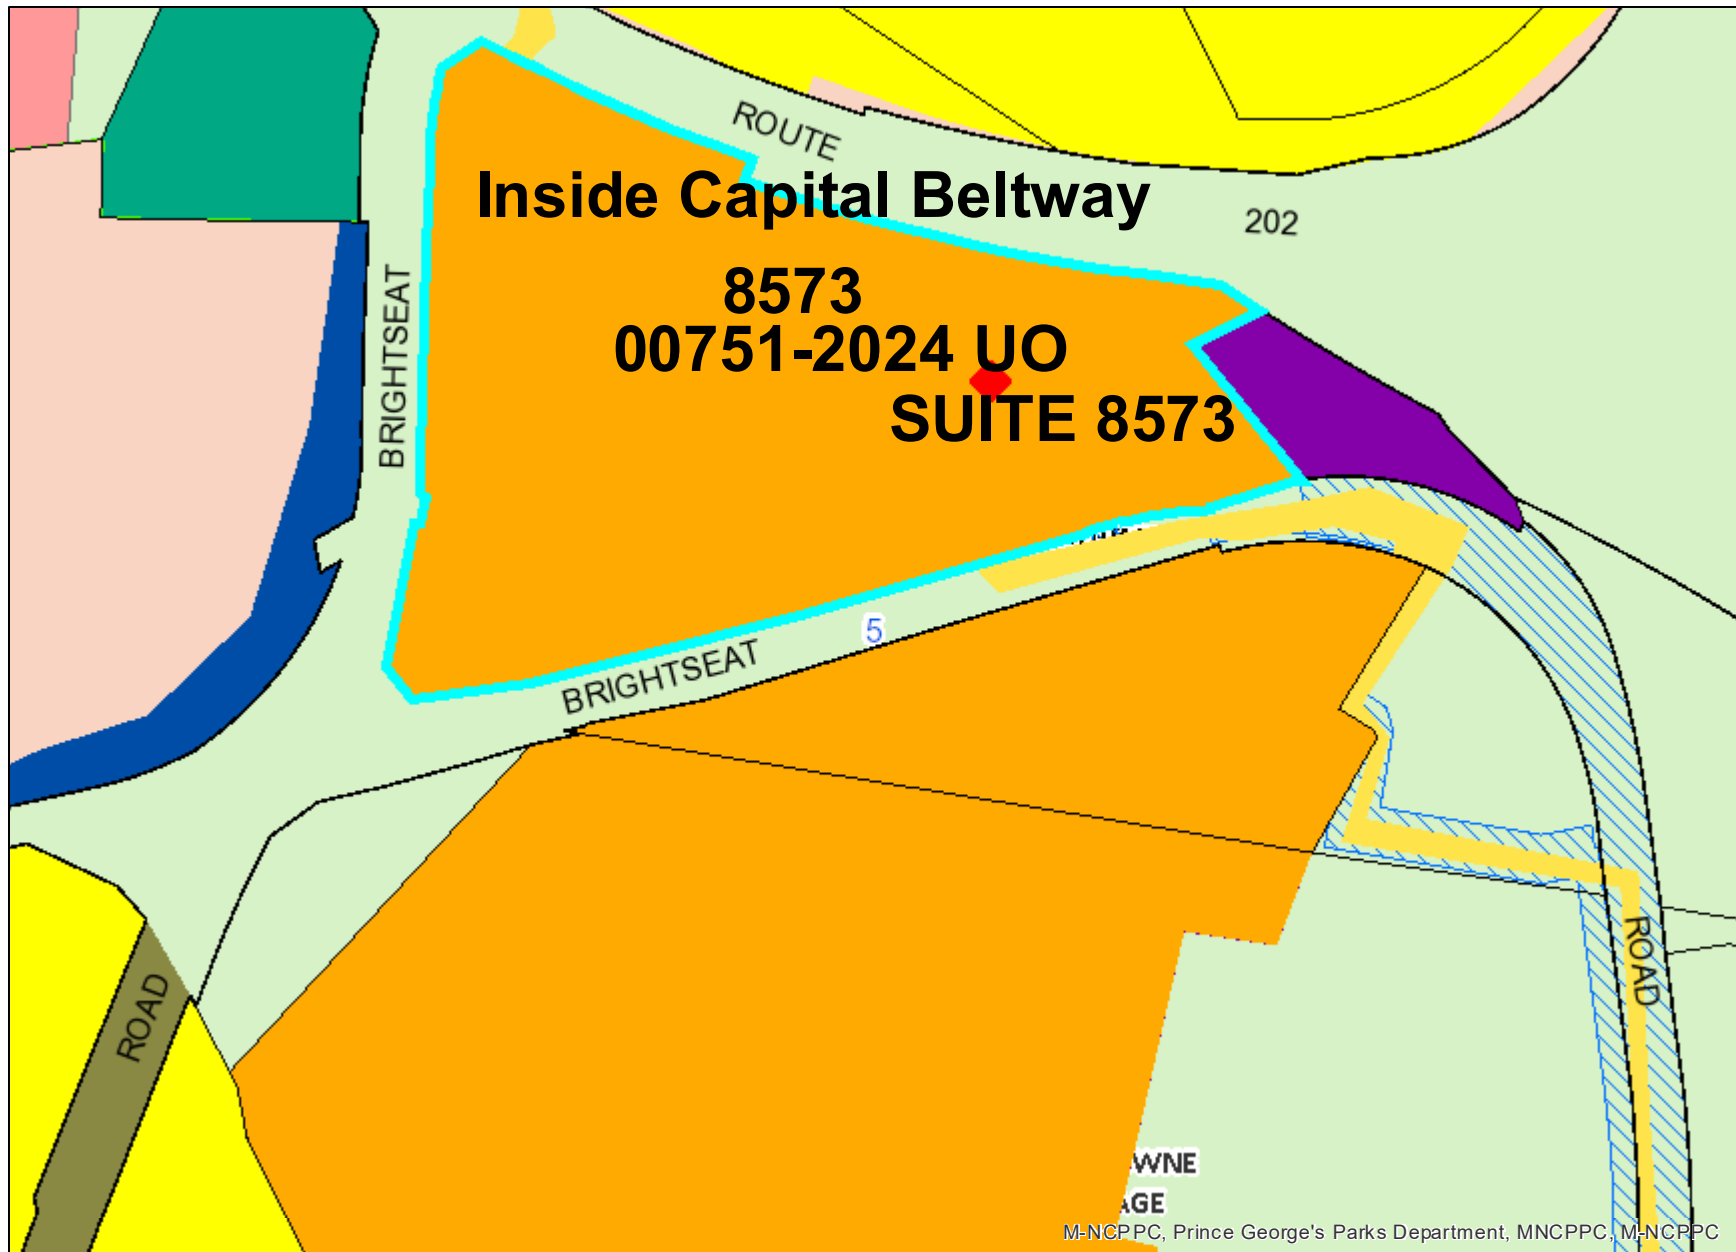 ROUTE
Inside Capital Beltway
202
8573
BRIGHTSEAT
00751-2024 UO
SUITE 8573
5
BRIGHTSEAT
ROAD
ROAD
WNE
AGE
M-NCPPC, Prince George's Parks Department, MNCPPC, M-NCPPC